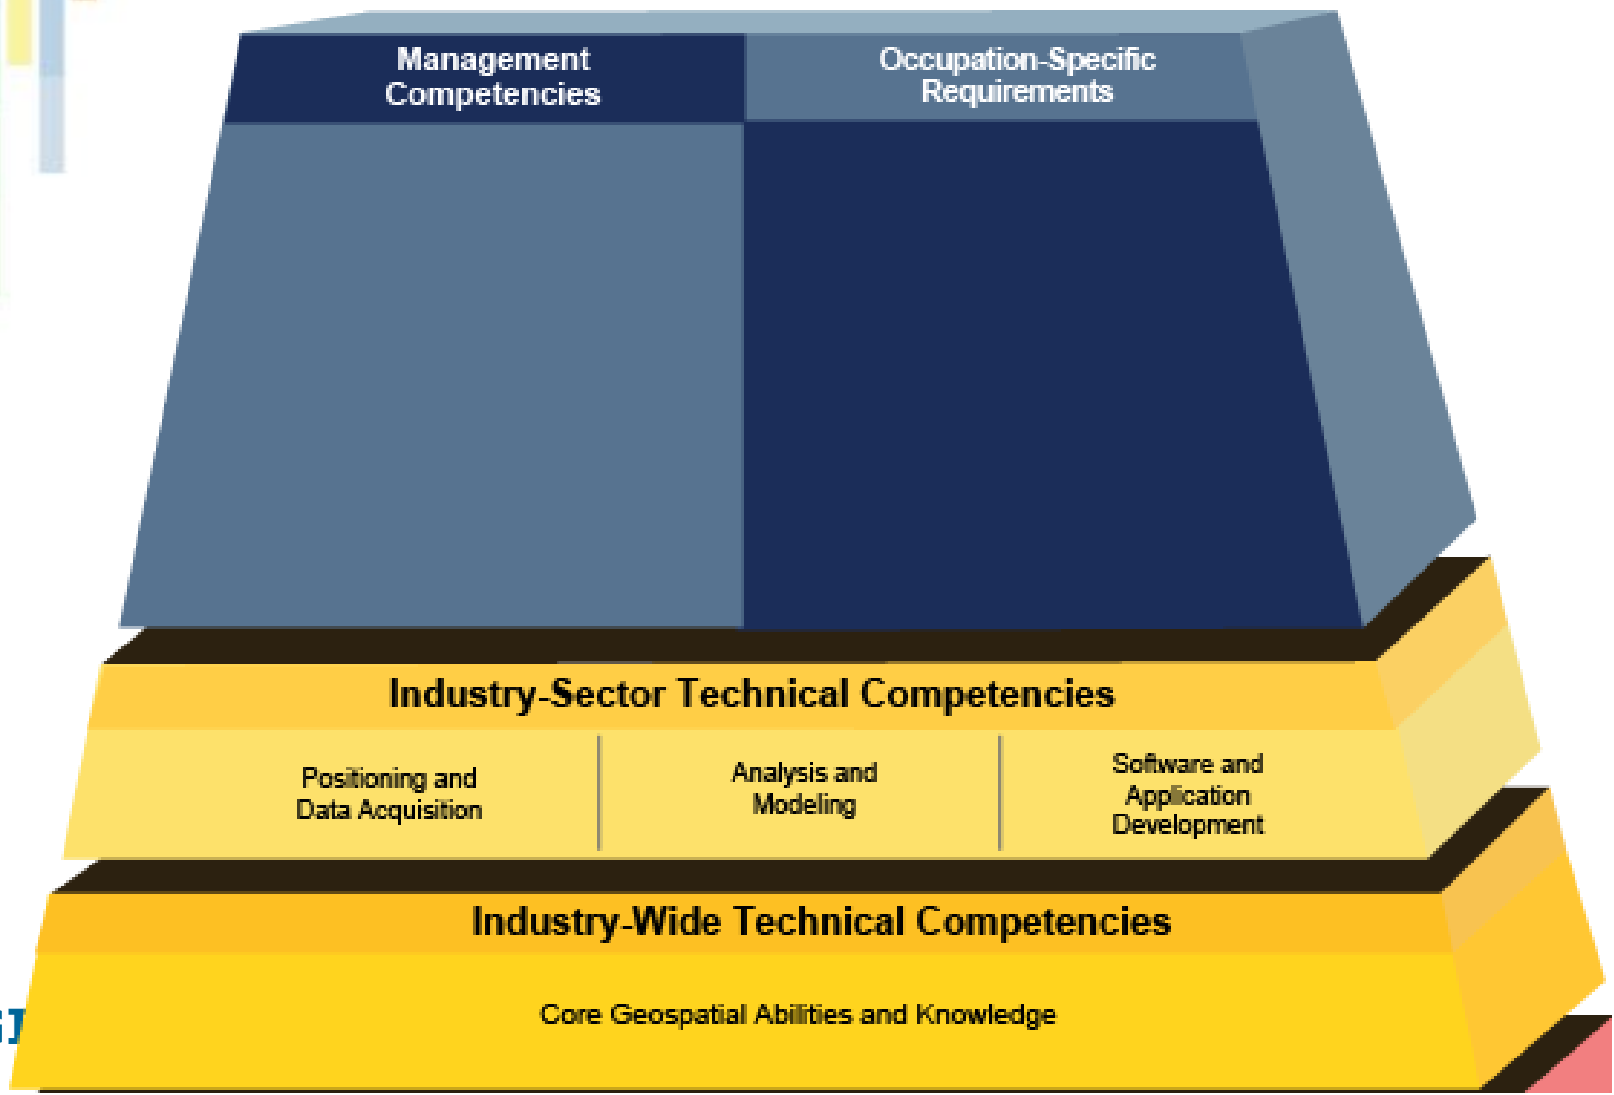 Management
Competencies
Occupation-Specific
Requirements
Industry-Sector Technical Competencies
Positioning and
Data Acquisition
Analysis and
Modeling
Software and
Application
Development
Industry-Wide Technical Competencies
Core Geospatial Abilities and Knowledge